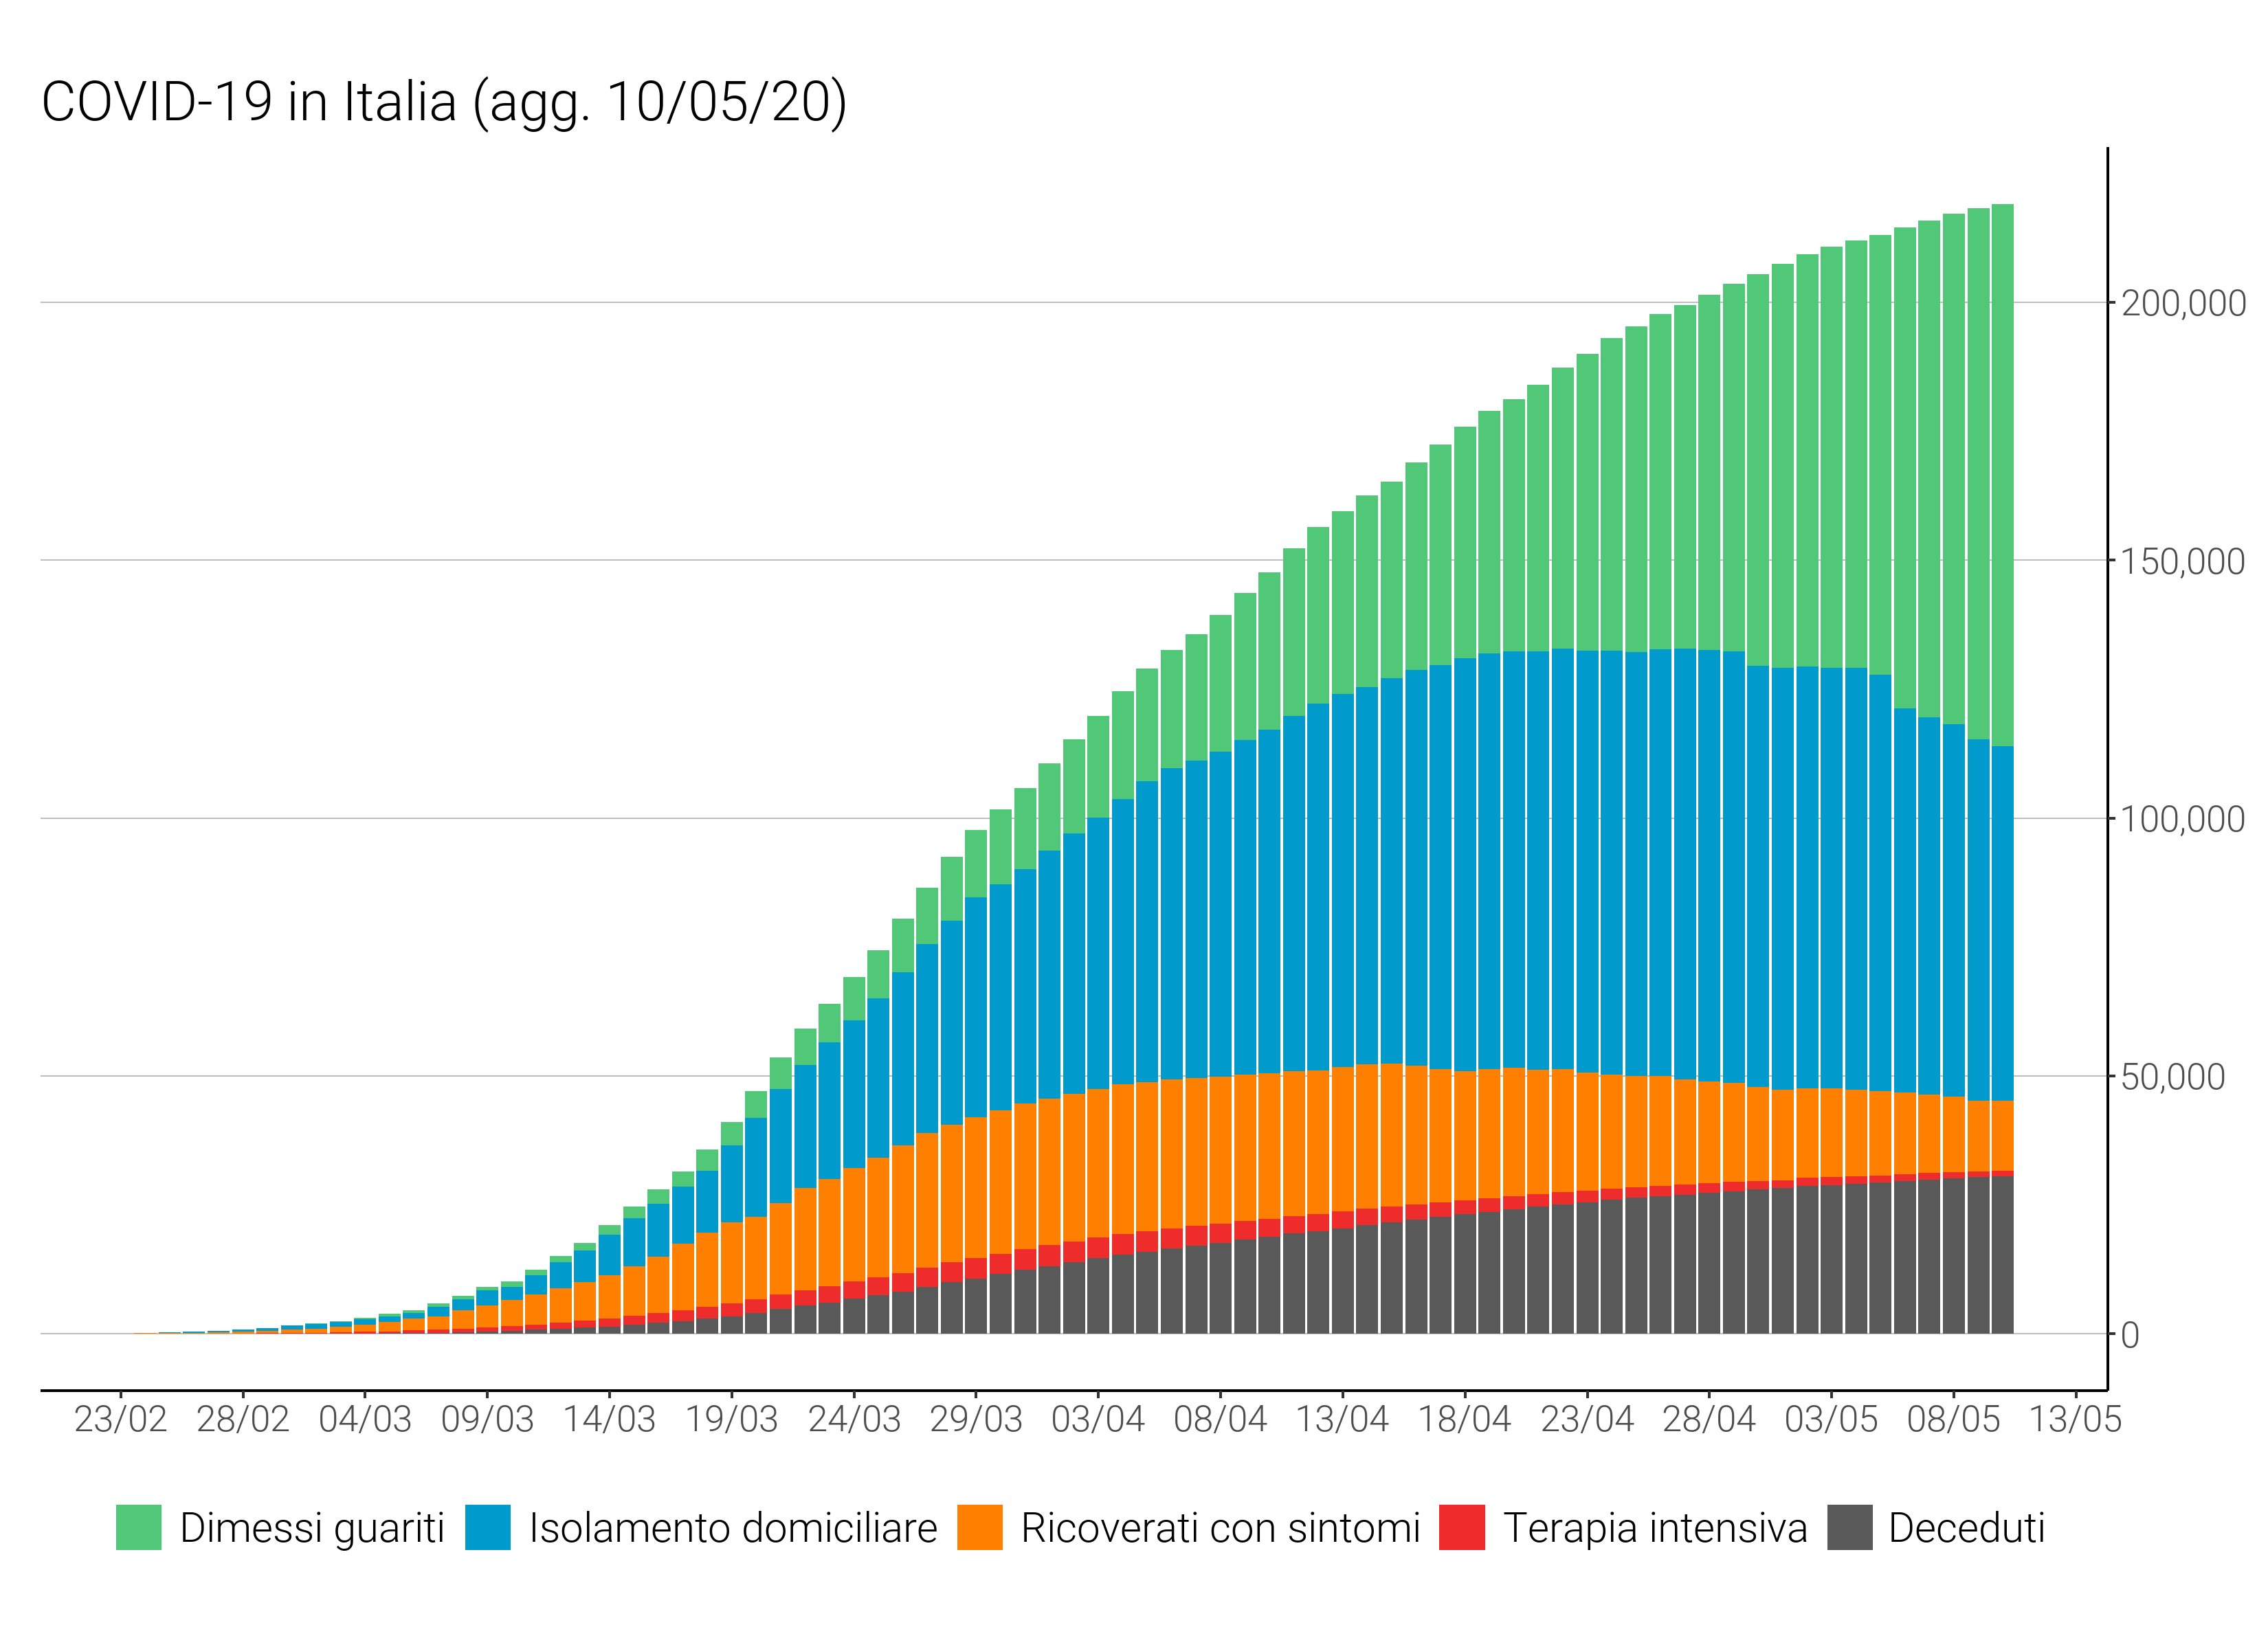 COVID-19 in Italia (agg. 10/05/20)
200,000
150,000
100,000
50,000
0
23/02 28/02 04/03 09/03 14/03 19/03 24/03 29/03 03/04 08/04 13/04 18/04 23/04 28/04 03/05 08/05 13/05
Dimessi guariti Isolamento domiciliare Ricoverati con sintomi Terapia intensiva Deceduti